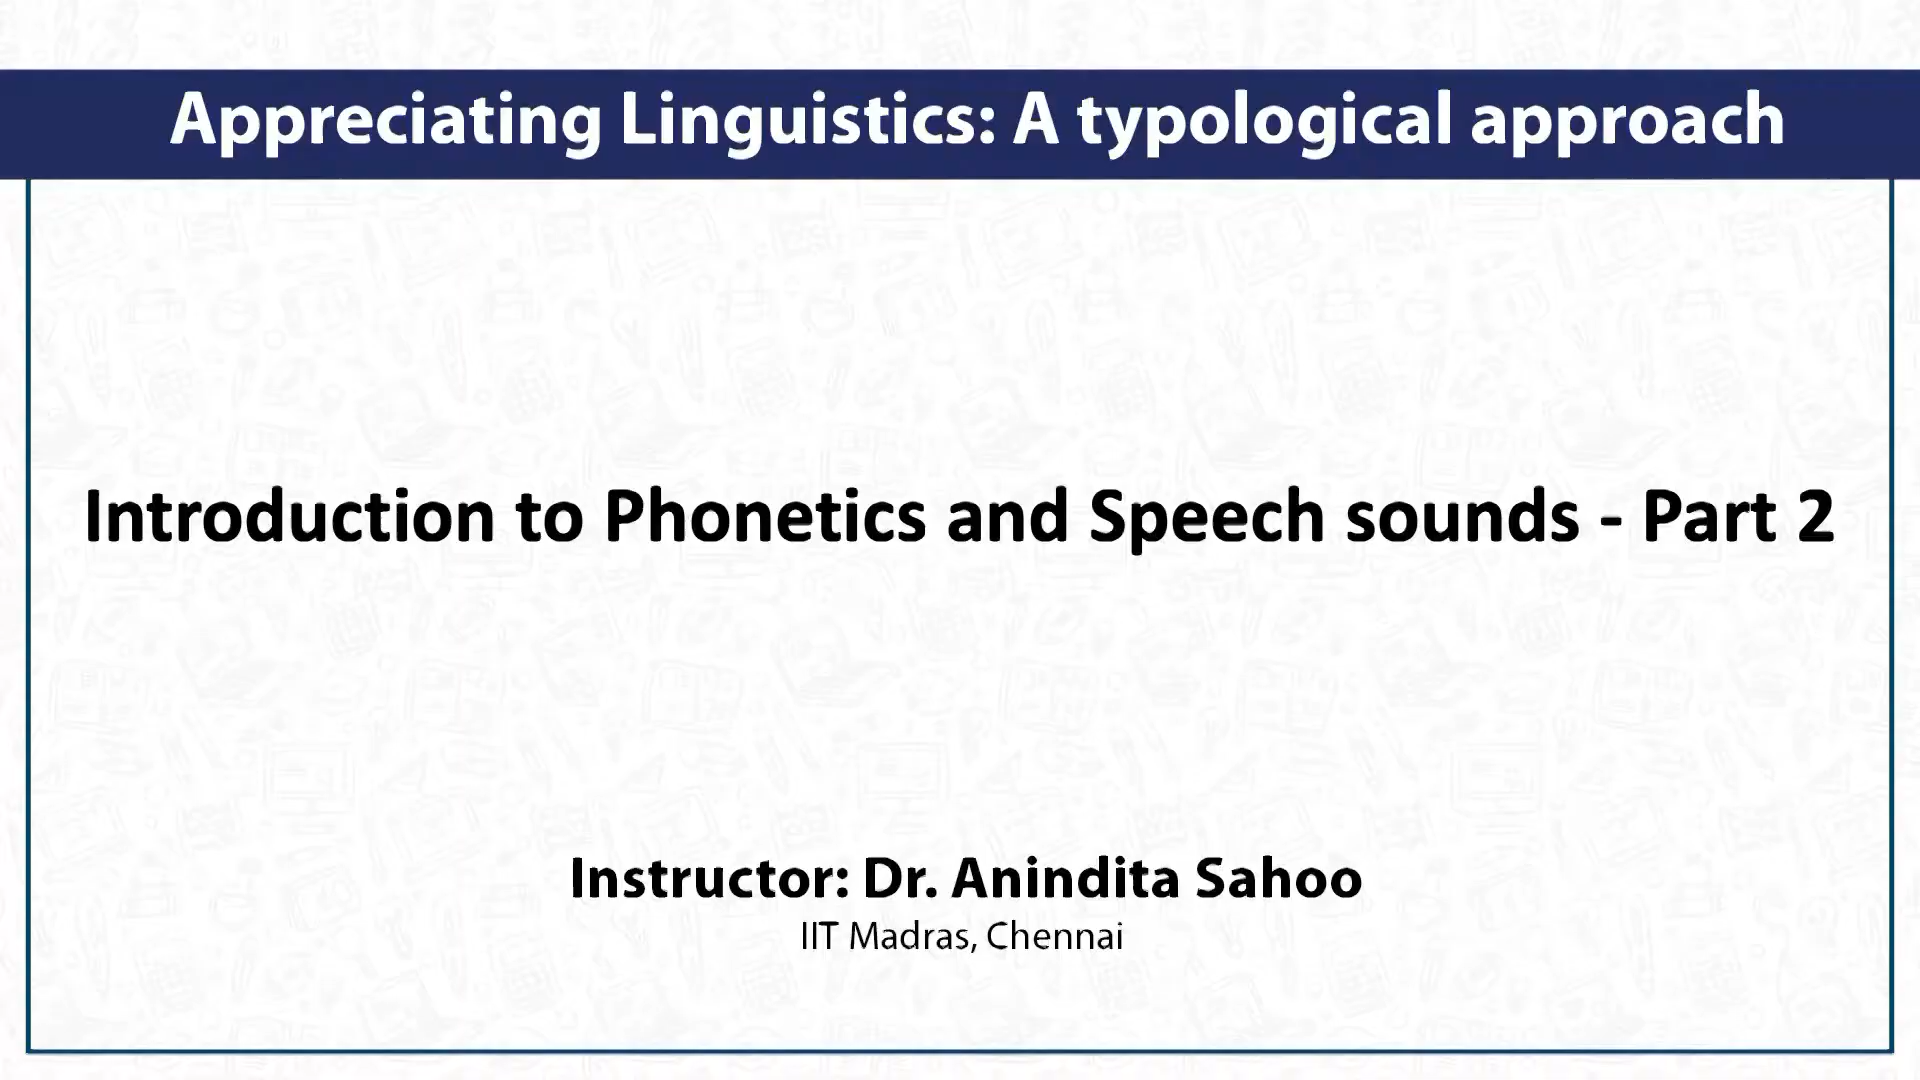 Appreciating Linguistics: A typological approach
Introduction to Phonetics and Speech sounds - Part 2
Instructor: Dr. Anindita Sahoo
IIT Madras, Chennai